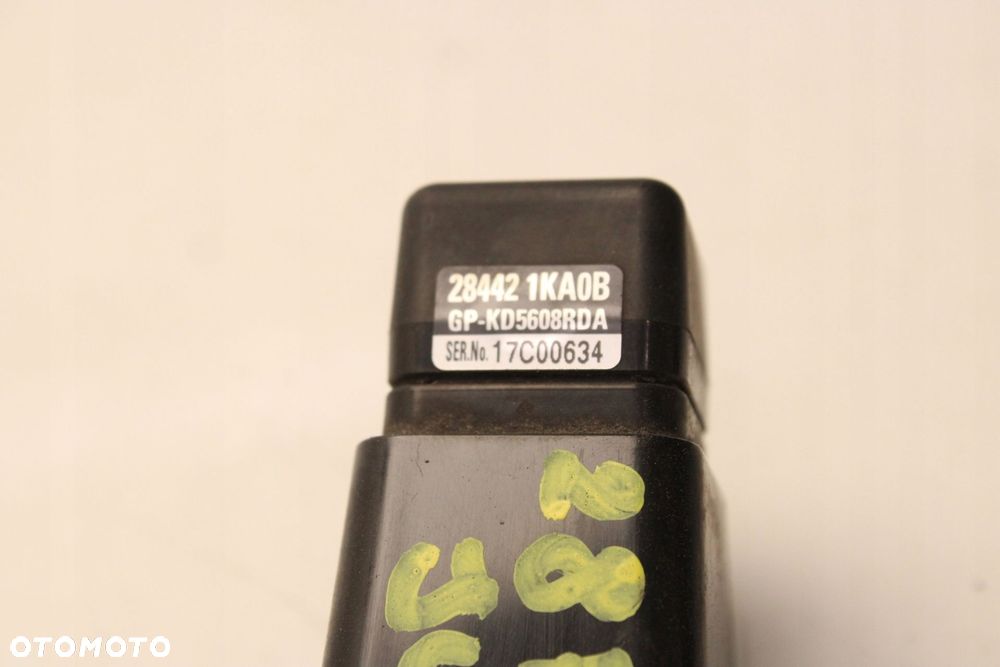 28442 1KA0B
GP-KD5608RDA
SER.No. 17C00634
OTOMOTO